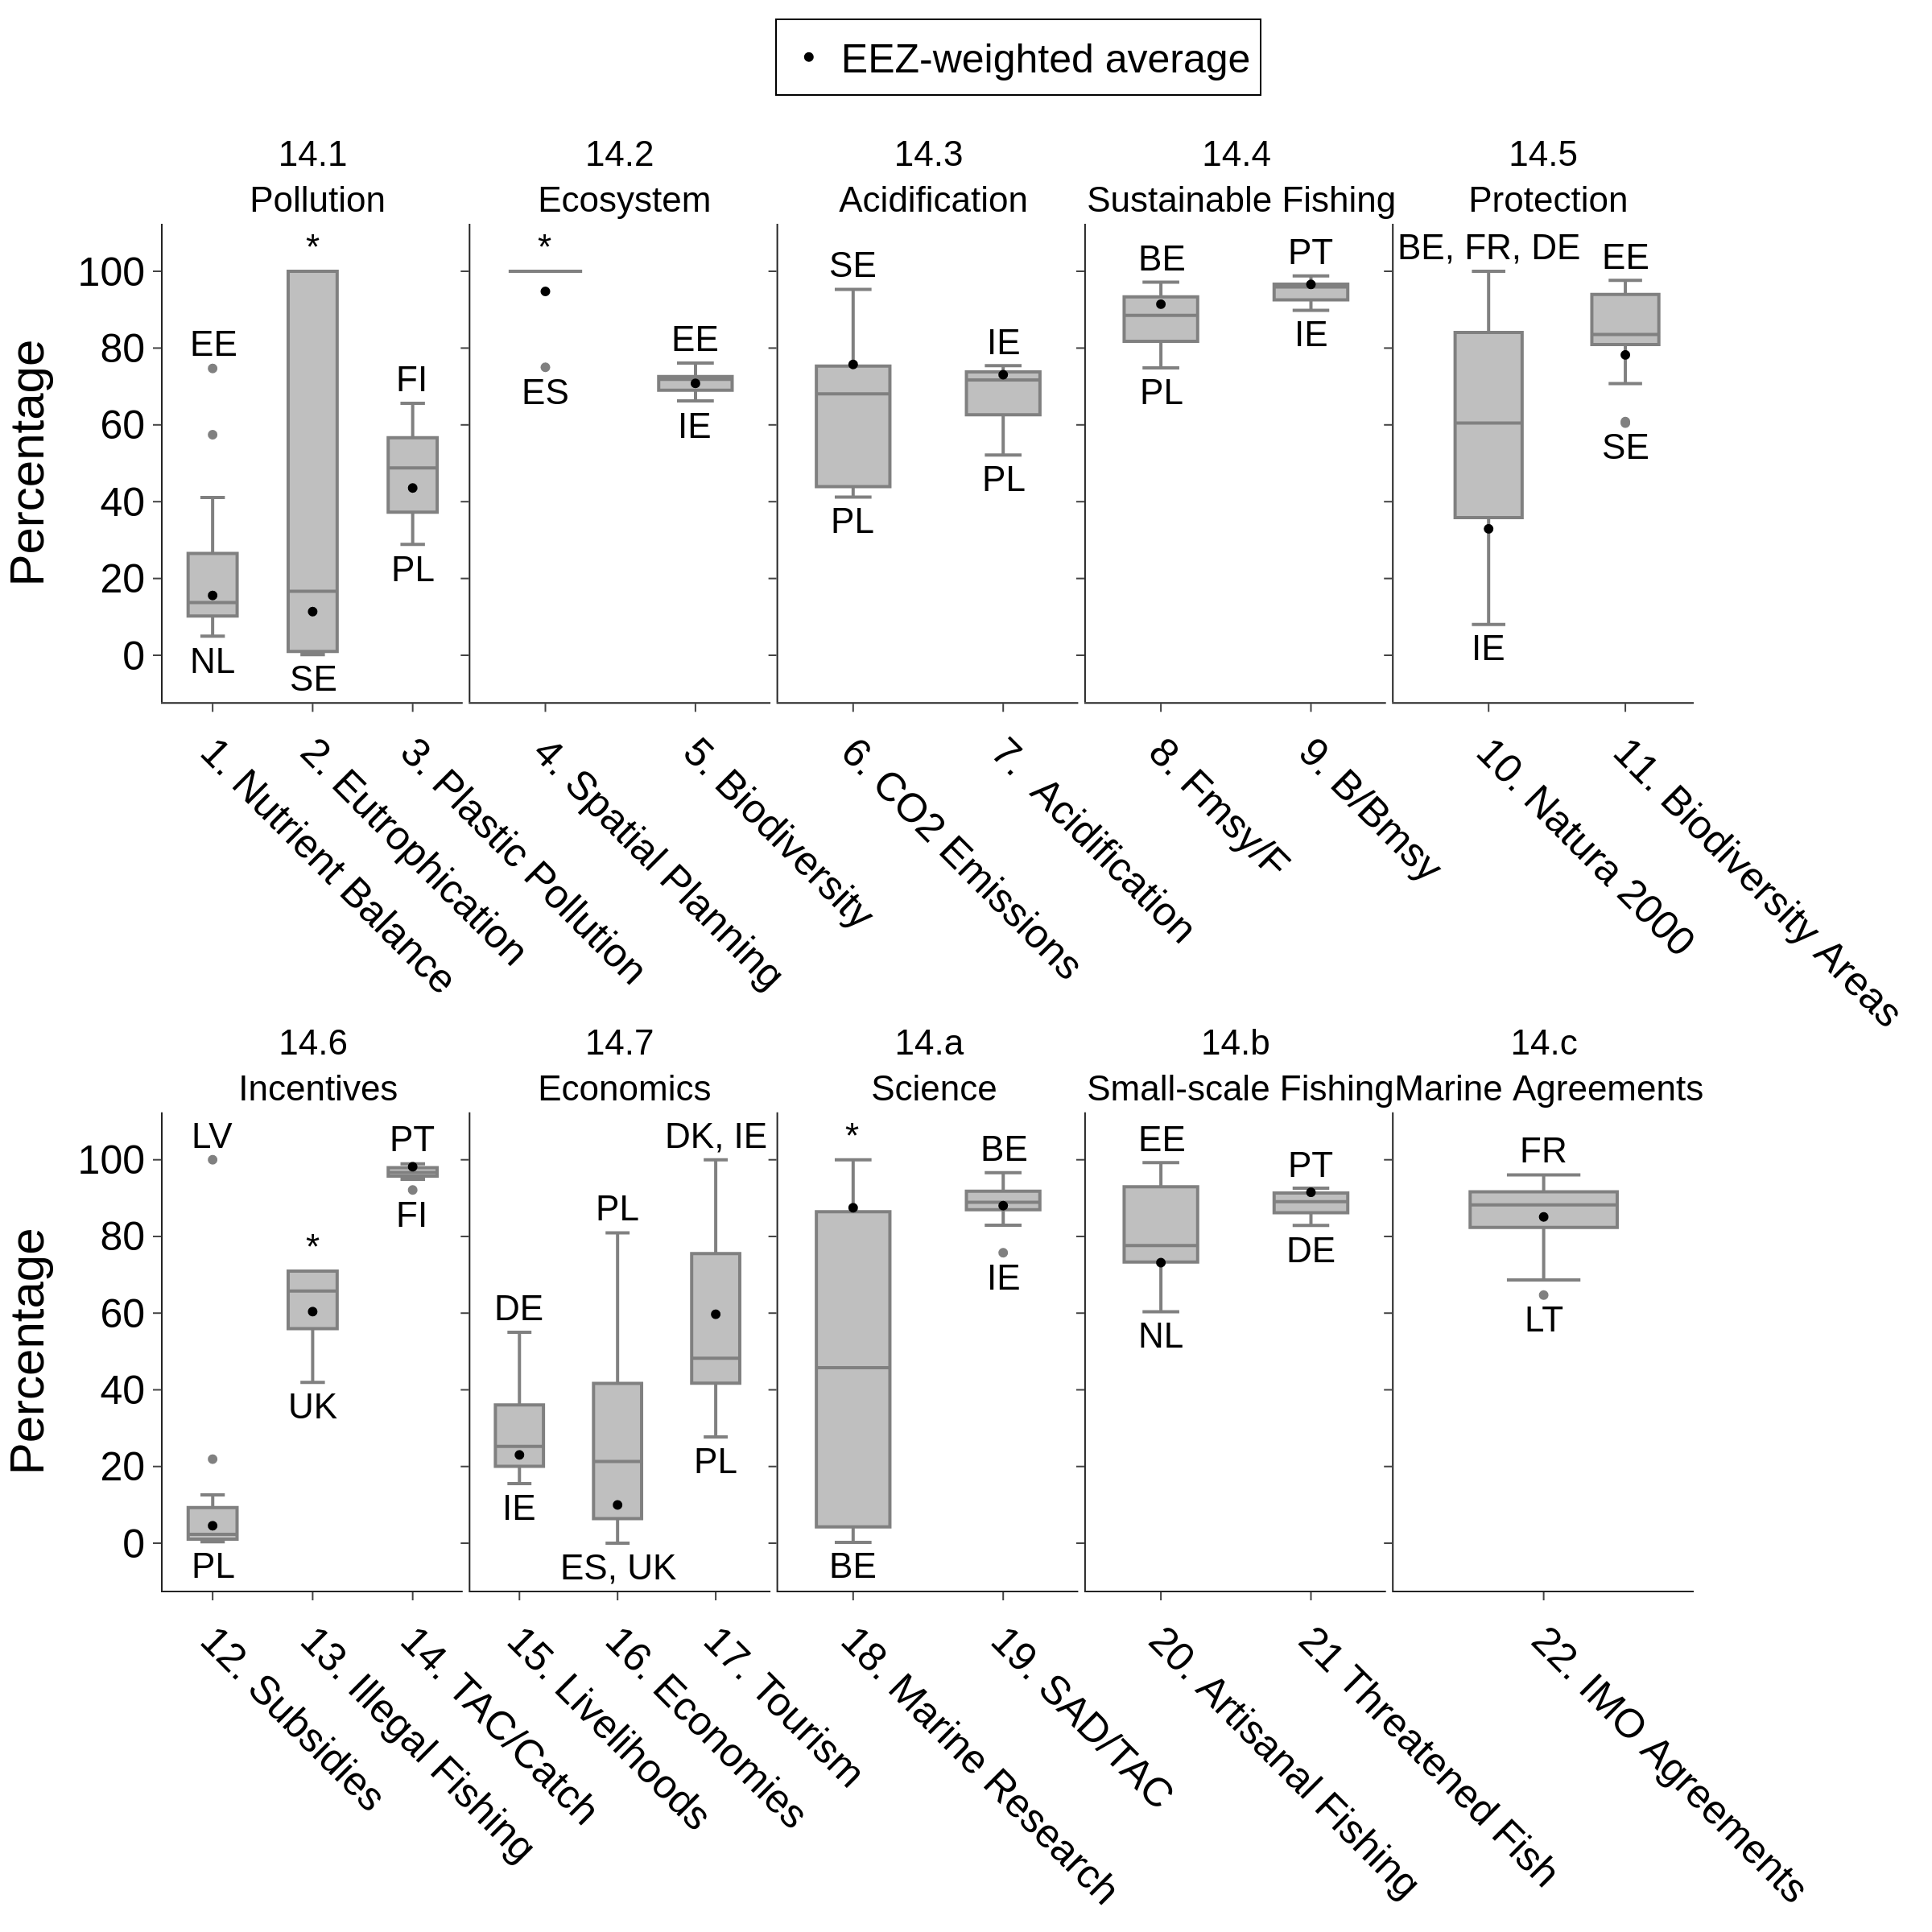 EEZ-weighted average
14.1
Pollution
14.2
Ecosystem
14.3
Acidification
14.4
Sustainable Fishing
14.5
Protection
Percentage
100
80
60
40
20
0
EE
NL
*
SE
FI
PL
*
ES
EE
IE
SE
PL
IE
PL
BE
PL
PT
IE
BE, FR, DE
IE
EE
SE
1. Nutrient Balance
2. Eutrophication
3. Plastic Pollution
4. Spatial Planning
5. Biodiversity
6. CO2 Emissions
7. Acidification
8. Fmsy/F
9. B/Bmsy
10. Natura 2000
11. Biodiversity Areas
14.6
Incentives
14.7
Economics
14.a
Science
14.b
Small-scale Fishing
14.c
Marine Agreements
Percentage
100
80
60
40
20
0
LV
PL
*
UK
PT
FI
DE
IE
PL
ES, UK
DK, IE
PL
*
BE
BE
IE
EE
NL
PT
DE
FR
LT
12. Subsidies
13. Illegal Fishing
14. TAC/Catch
15. Livelihoods
16. Economies
17. Tourism
18. Marine Research
19. SAD/TAC
20. Artisanal Fishing
21 Threatened Fish
22. IMO Agreements